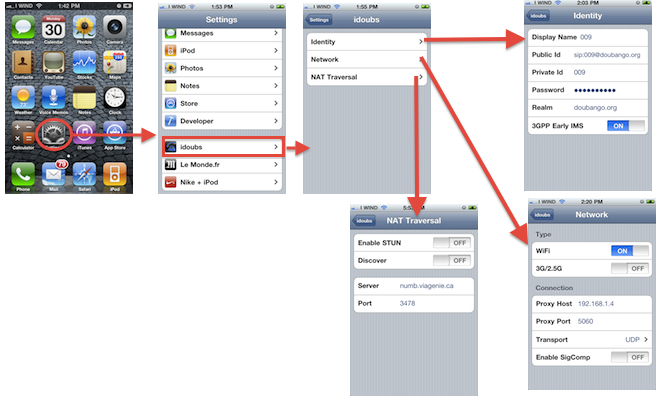 I WIND 1:42 PM
Monday
30
Messages Calendar Photos Camera
Contacts YouTube Stocks Maps
Weather Voice Memos Notes Clock
Calculator iTunes App Store
79
Phone Mail Safari iPod
I WIND 1:53 PM
Settings
Messages
iPod
Photos
Notes
Store
Developer
idoubs
Le Monde.fr
Nike + iPod
I WIND 1:55 PM
Settings idoubs
Identity
Network
NAT Traversal
I WIND 2:03 PM
idoubs Identity
Display Name 009
Public Id sip:009@doubango.org
Private Id 009
Password ••••••••••
Realm doubango.org
3GPP Early IMS ON
I WIND
idoubs NAT Traversal
Enable STUN OFF
Discover OFF
Server numb.viagenie.ca
Port 3478
I WIND 2:20 PM
idoubs Network
Type
WiFi ON
3G/2.5G OFF
Connection
Proxy Host 192.168.1.4
Proxy Port 5060
Transport UDP
Enable SigComp OFF